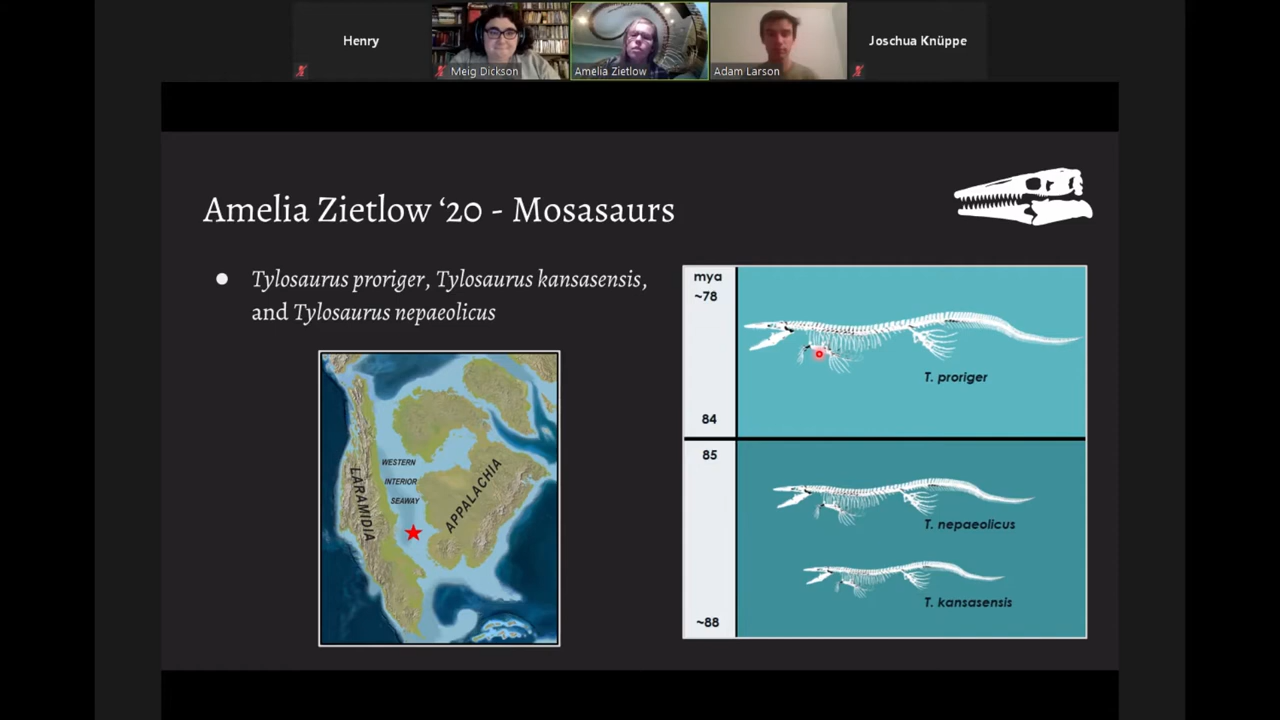 Henry
Meig Dickson
Amelia Zietlow
Adam Larson
Joschua Knüppe
Amelia Zietlow ‘20 - Mosasaurs
● Tylosaurus proriger, Tylosaurus kansasensis,
and Tylosaurus nepaeolicus
WESTERN
INTERIOR
SEAWAY
LARAMIDIA
APPALACHIA
mya
~78
T. proriger
84
85
T. nepaeolicus
T. kansasensis
~88